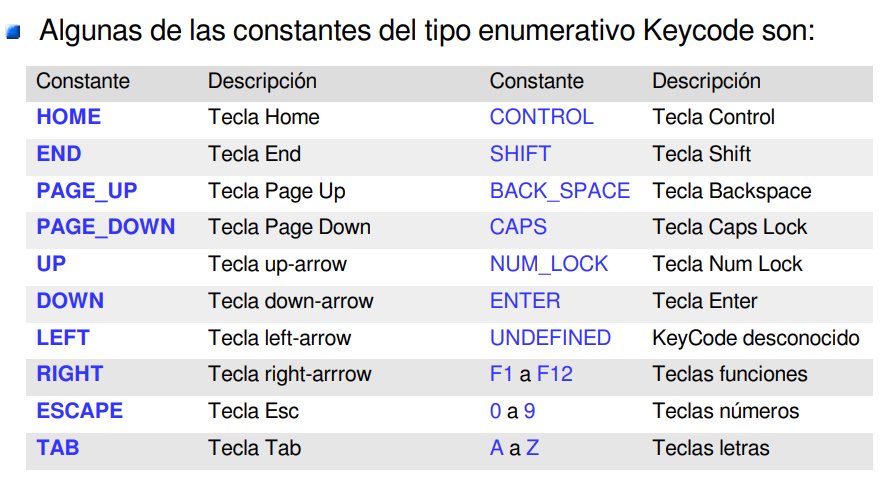 Algunas de las constantes del tipo enumerativo Keycode son:
Constante Descripción Constante Descripción
HOME Tecla Home CONTROL Tecla Control
END Tecla End SHIFT Tecla Shift
PAGE_UP Tecla Page Up BACK_SPACE Tecla Backspace
PAGE_DOWN Tecla Page Down CAPS Tecla Caps Lock
UP Tecla up-arrow NUM_LOCK Tecla Num Lock
DOWN Tecla down-arrow ENTER Tecla Enter
LEFT Tecla left-arrow UNDEFINED KeyCode desconocido
RIGHT Tecla right-arrrow F1 a F12 Teclas funciones
ESCAPE Tecla Esc 0 a 9 Teclas números
TAB Tecla Tab A a Z Teclas letras